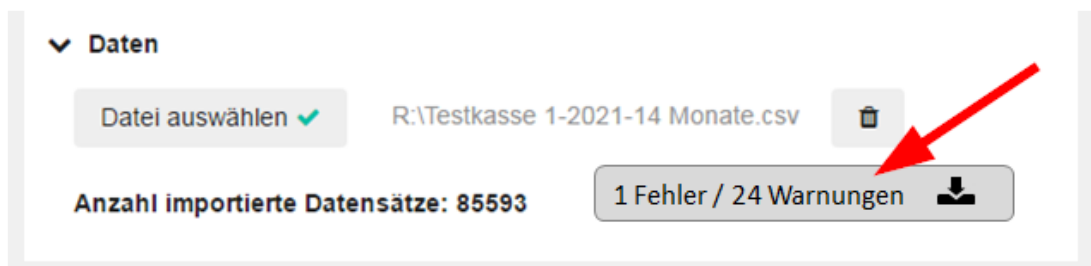 Daten
Datei auswählen R:\Testkasse 1-2021-14 Monate.csv
Anzahl importierte Datensätze: 85593 1 Fehler / 24 Warnungen